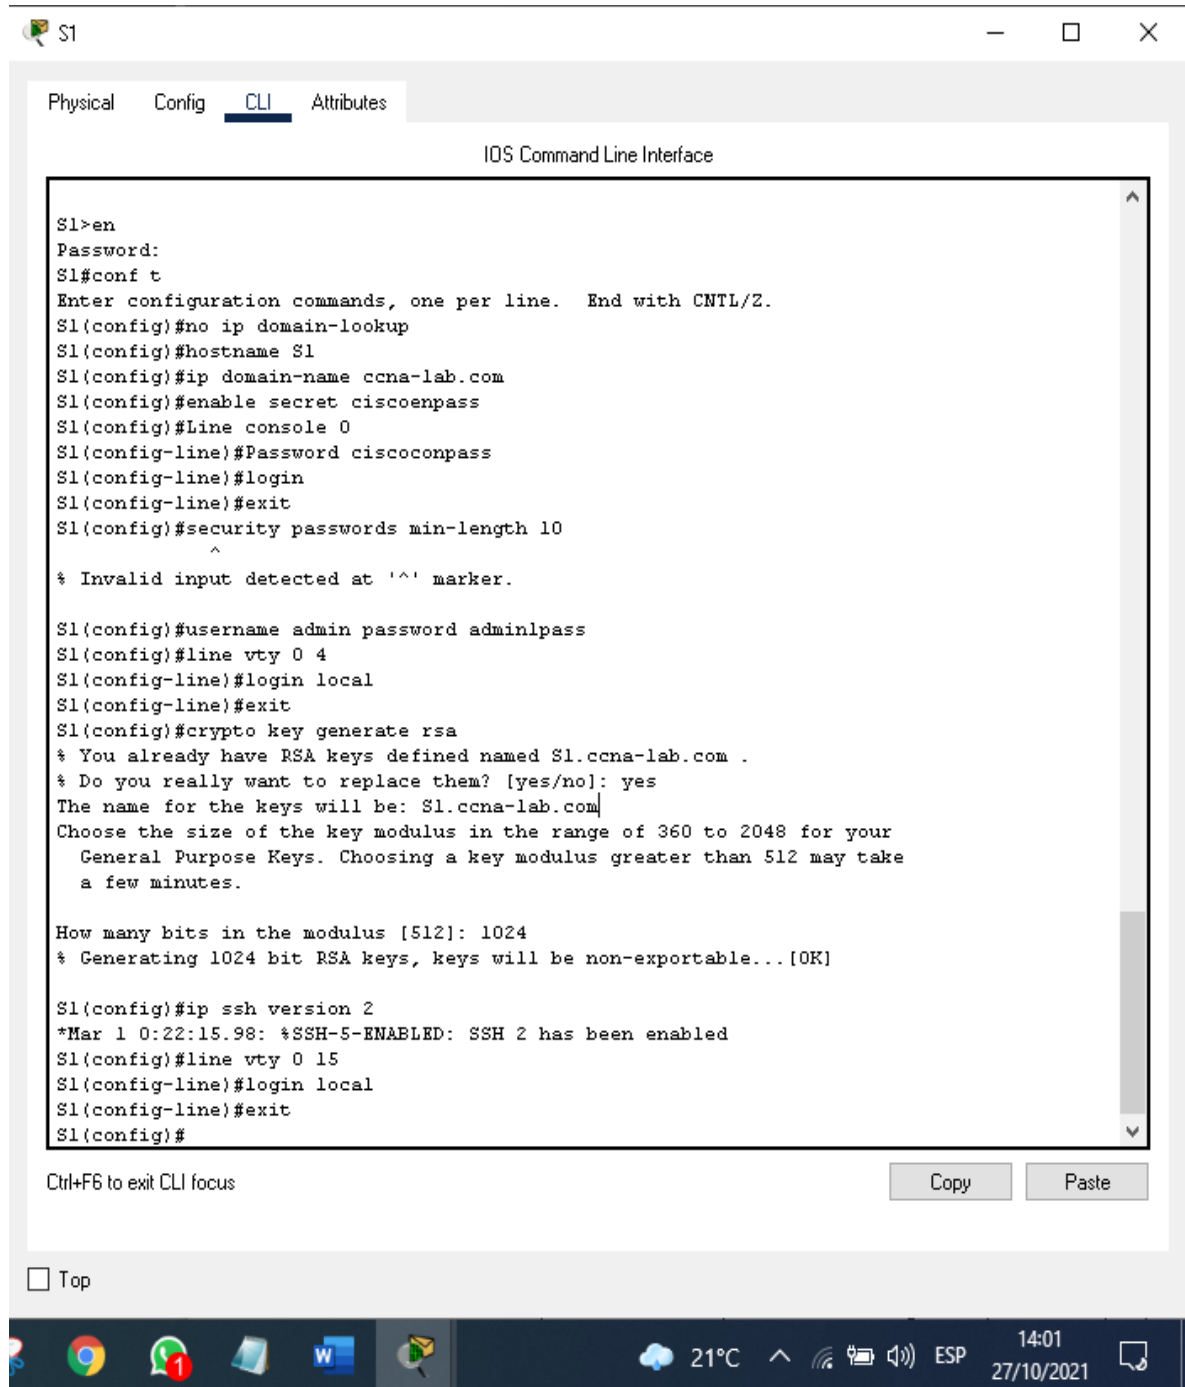 S1
Physical Config CLI Attributes
IOS Command Line Interface
S1>en
Password:
S1#conf t
Enter configuration commands, one per line.  End with CNTL/Z.
S1(config)#no ip domain-lookup
S1(config)#hostname S1
S1(config)#ip domain-name ccna-lab.com
S1(config)#enable secret ciscoenpass
S1(config)#Line console 0
S1(config-line)#Password ciscoconpass
S1(config-line)#login
S1(config-line)#exit
S1(config)#security passwords min-length 10
^
% Invalid input detected at '^' marker.
S1(config)#username admin password admin1pass
S1(config)#line vty 0 4
S1(config-line)#login local
S1(config-line)#exit
S1(config)#crypto key generate rsa
% You already have RSA keys defined named S1.ccna-lab.com .
% Do you really want to replace them? [yes/no]: yes
The name for the keys will be: S1.ccna-lab.com
Choose the size of the key modulus in the range of 360 to 2048 for your
General Purpose Keys. Choosing a key modulus greater than 512 may take
a few minutes.
How many bits in the modulus [512]: 1024
% Generating 1024 bit RSA keys, keys will be non-exportable...[OK]
S1(config)#ip ssh version 2
*Mar 1 0:22:15.98: %SSH-5-ENABLED: SSH 2 has been enabled
S1(config)#line vty 0 15
S1(config-line)#login local
S1(config-line)#exit
S1(config)#
Ctrl+F6 to exit CLI focus
Copy Paste
Top
1
W
21°C
ESP
14:01
27/10/2021